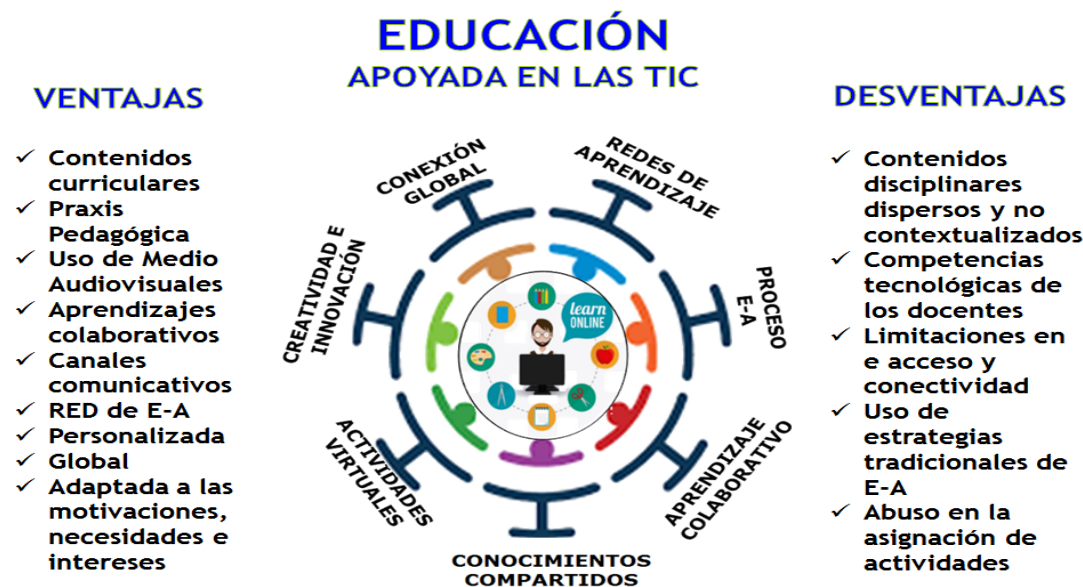 EDUCACIÓN
APOYADA EN LAS TIC
VENTAJAS
✓ Contenidos
curriculares
✓ Praxis
Pedagógica
✓ Uso de Medio
Audiovisuales
✓ Aprendizajes
colaborativos
✓ Canales
comunicativos
✓ RED de E-A
✓ Personalizada
✓ Global
✓ Adaptada a las
motivaciones,
necesidades e
intereses
CONEXIÓN
GLOBAL
REDES DE
APRENDIZAJE
CREATIVIDAD E
INNOVACIÓN
PROCESO
E-A
learn
ONLINE
ACTIVIDADES
VIRTUALES
APRENDIZAJE
COLABORATIVO
CONOCIMIENTOS
COMPARTIDOS
DESVENTAJAS
✓ Contenidos
disciplinares
dispersos y no
contextualizados
✓ Competencias
tecnológicas de
los docentes
✓ Limitaciones en
e acceso y
conectividad
✓ Uso de
estrategias
tradicionales de
E-A
✓ Abuso en la
asignación de
actividades